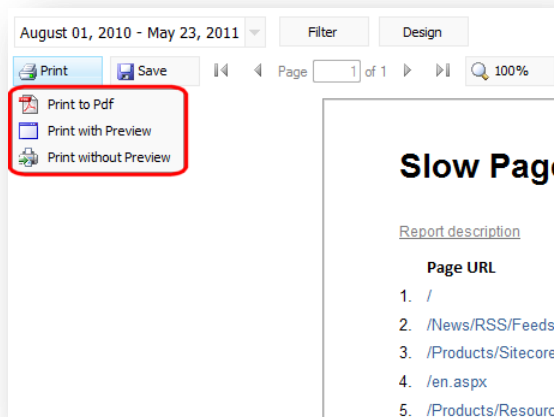 August 01, 2010 - May 23, 2011 Filter Design
Print Save Page 1 of 1 100%
Print to Pdf
Print with Preview
Print without Preview
Slow Page
Report description
Page URL
1. /
2. /News/RSS/Feeds
3. /Products/Sitecore
4. /en.aspx
5. /Products/Resourc